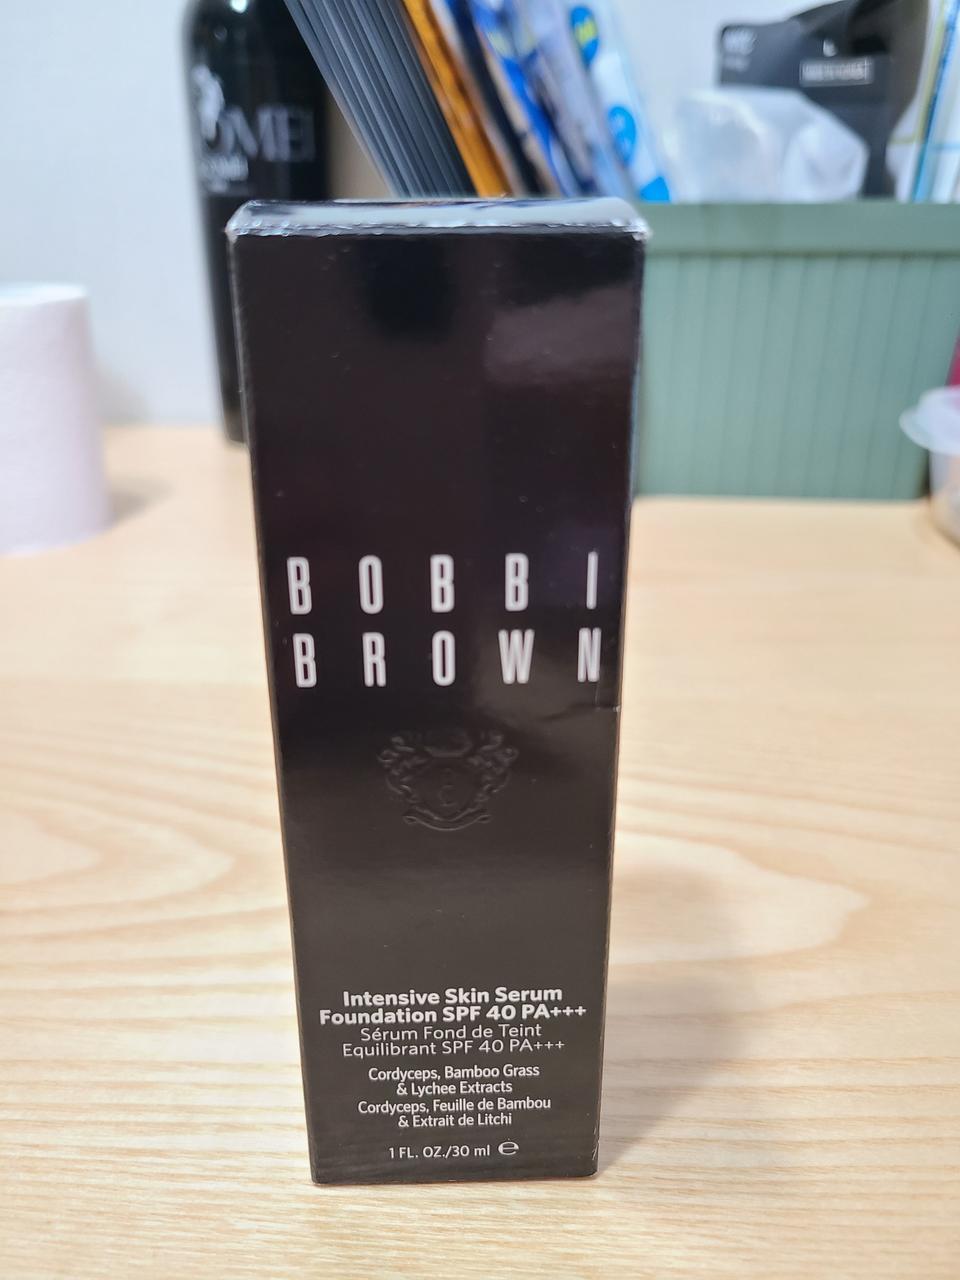 BOBBI
BROWN
Intensive Skin Serum
Foundation SPF 40 PA+++
Sérum Fond de Teint
Equilibrant SPF 40 PA+++
Cordyceps, Bamboo Grass
& Lychee Extracts
Cordyceps, Feuille de Bambou
& Extrait de Litchi
1 FL. OZ./30 ml ℮